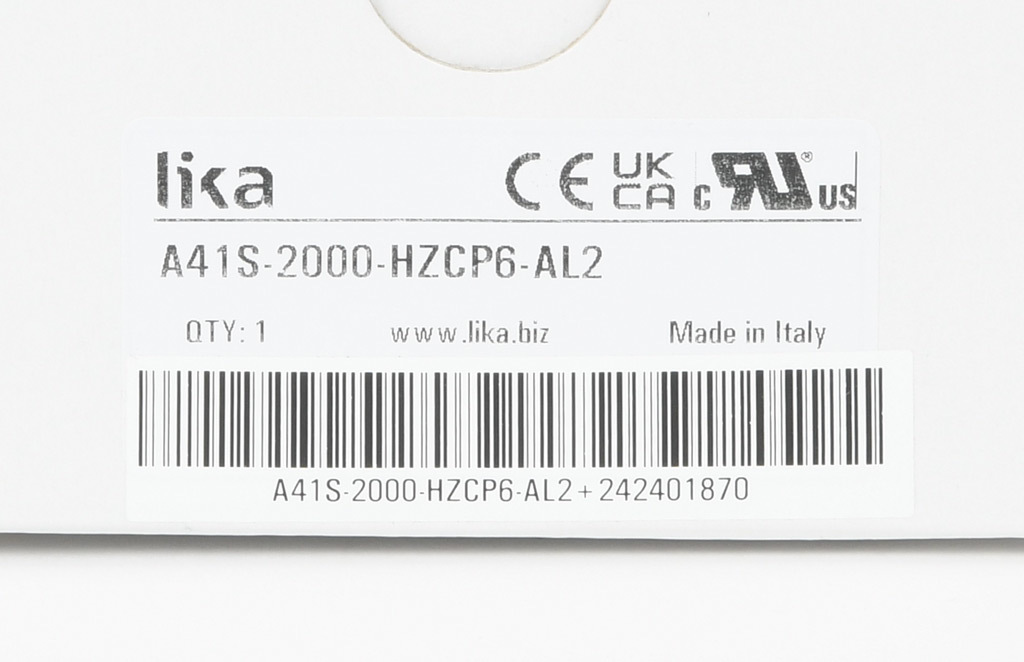 lika CE UK CA c RU® US
A41S-2000-HZCP6-AL2
QTY: 1 www.lika.biz Made in Italy
A41S-2000-HZCP6-AL2+242401870